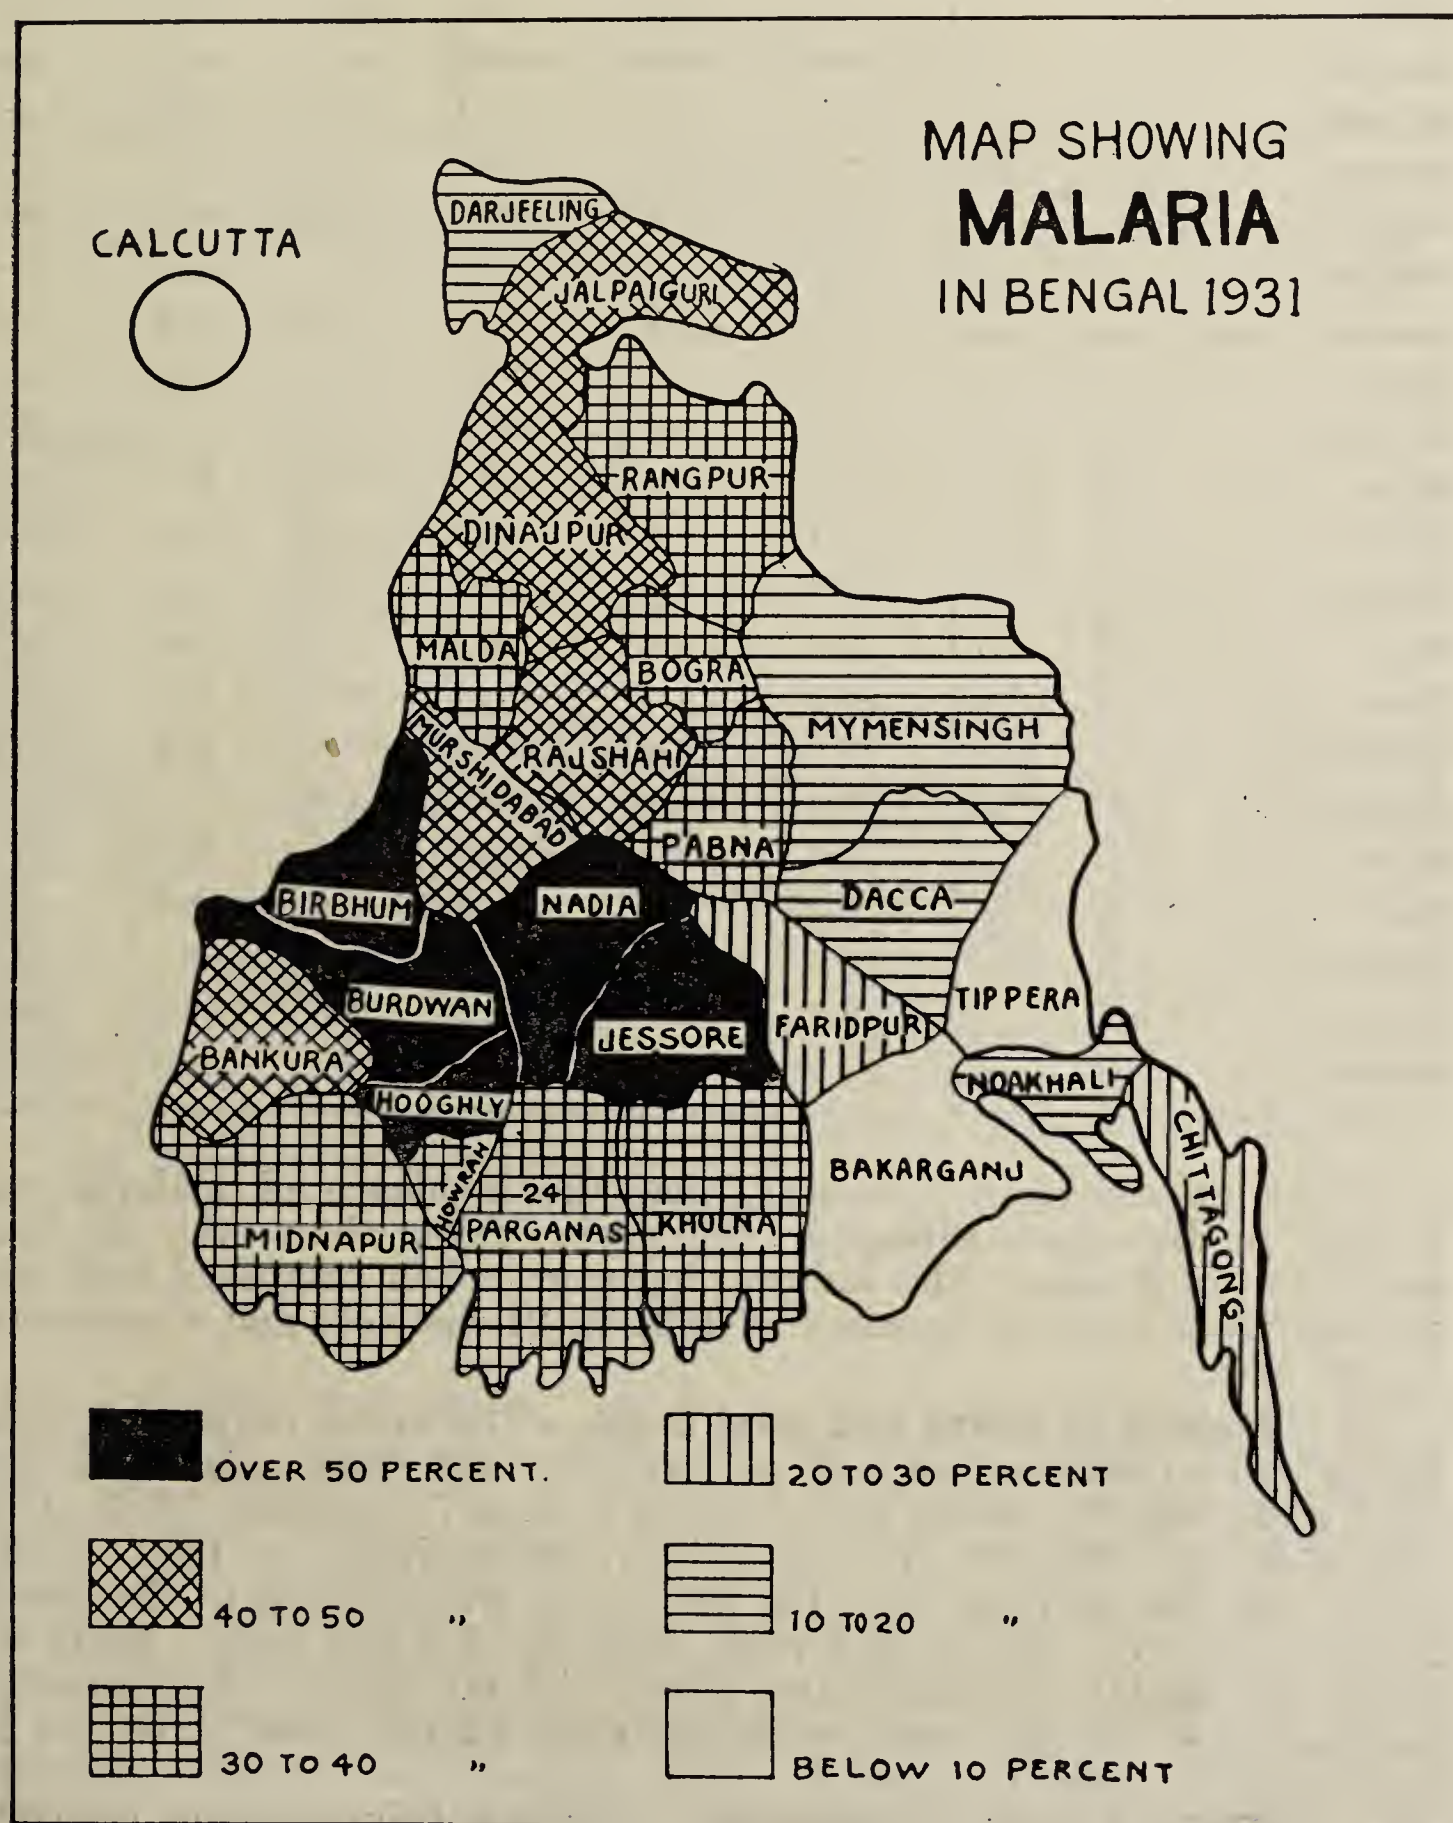 MAP SHOWING
MALARIA
IN BENGAL 1931
CALCUTTA
DARJEELING
JALPAIGURI
RANGPUR
DINAJPUR
MALDA
BOGRA
MYMENSINGH
MURSHIDABAD
RAJSHAHI
PABNA
DACCA
BIRBHUM
NADIA
BURDWAN
JESSORE
FARIDPUR
TIPPERA
BANKURA
HOOGHLY
NOAKHALI
CHITTAGONG
HOWRAH
24
PARGANAS
KHULNA
BAKARGANJ
MIDNAPUR
OVER 50 PERCENT.
20 TO 30 PERCENT
40 TO 50 „
10 TO 20 "
30 TO 40 „
BELOW 10 PERCENT